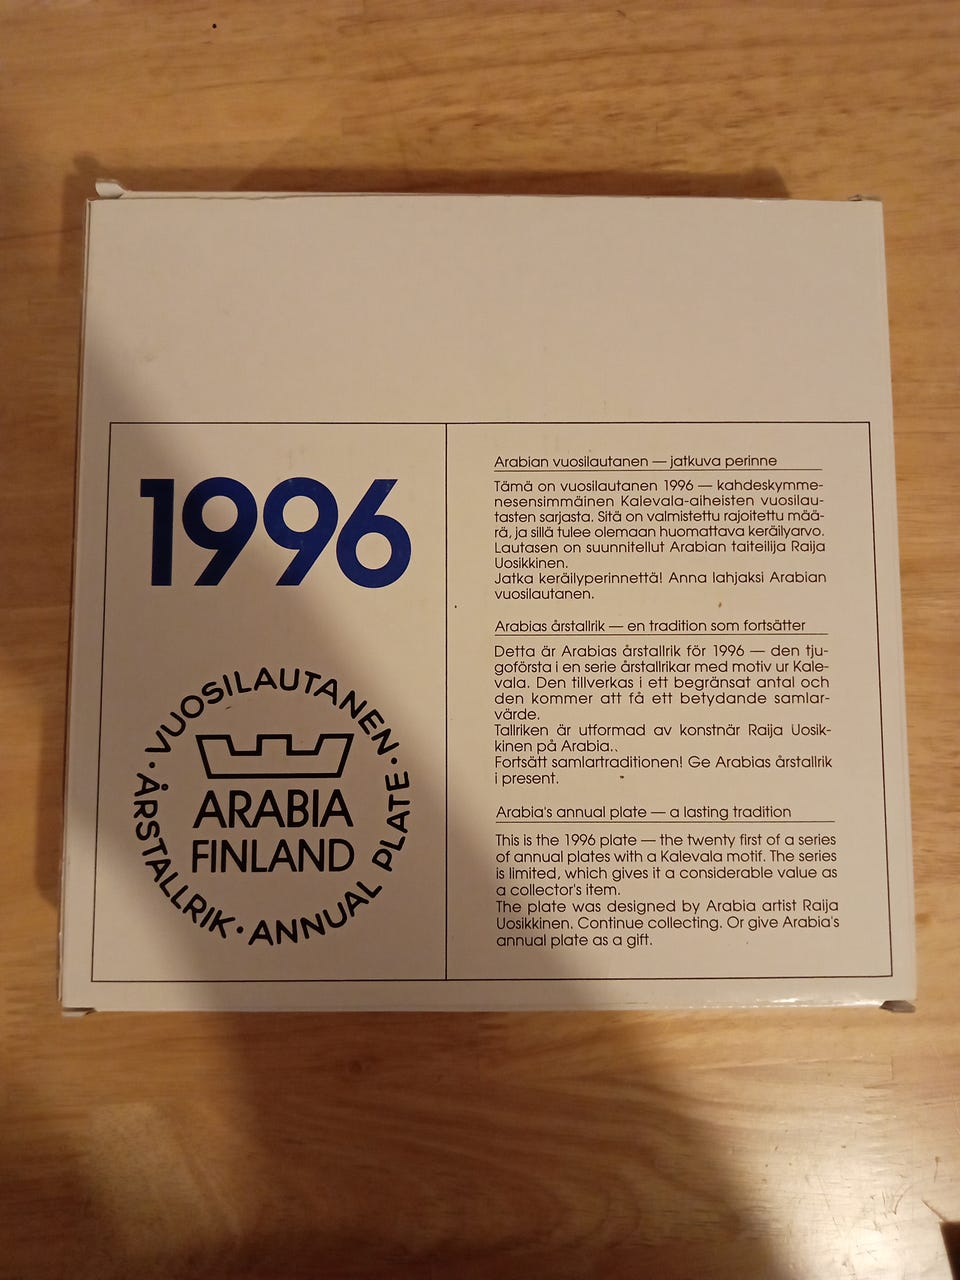 1996
VUOSILAUTANEN · ANNUAL PLATE · ÅRSTALLRIK ·
ARABIA
FINLAND
Arabian vuosilautanen — jatkuva perinne
Tämä on vuosilautanen 1996 — kahdeskymme-
nesensimmäinen Kalevala-aiheisten vuosilau-
tasten sarjasta. Sitä on valmistettu rajoitettu mää-
rä, ja sillä tulee olemaan huomattava keräilyarvo.
Lautasen on suunnitellut Arabian taiteilija Raija
Uosikkinen.
Jatka keräilyperinnettä! Anna lahjaksi Arabian
vuosilautanen.
Arabias årstallrik — en tradition som fortsätter
Detta är Arabias årstallrik för 1996 — den tju-
goförsta i en serie årstallrikar med motiv ur Kale-
vala. Den tillverkas i ett begränsat antal och
den kommer att få ett betydande samlar-
värde.
Tallriken är utformad av konstnär Raija Uosik-
kinen på Arabia..
Fortsätt samlartraditionen! Ge Arabias årstallrik
i present.
Arabia's annual plate — a lasting tradition
This is the 1996 plate — the twenty first of a series
of annual plates with a Kalevala motif. The series
is limited, which gives it a considerable value as
a collector's item.
The plate was designed by Arabia artist Raija
Uosikkinen. Continue collecting. Or give Arabia's
annual plate as a gift.